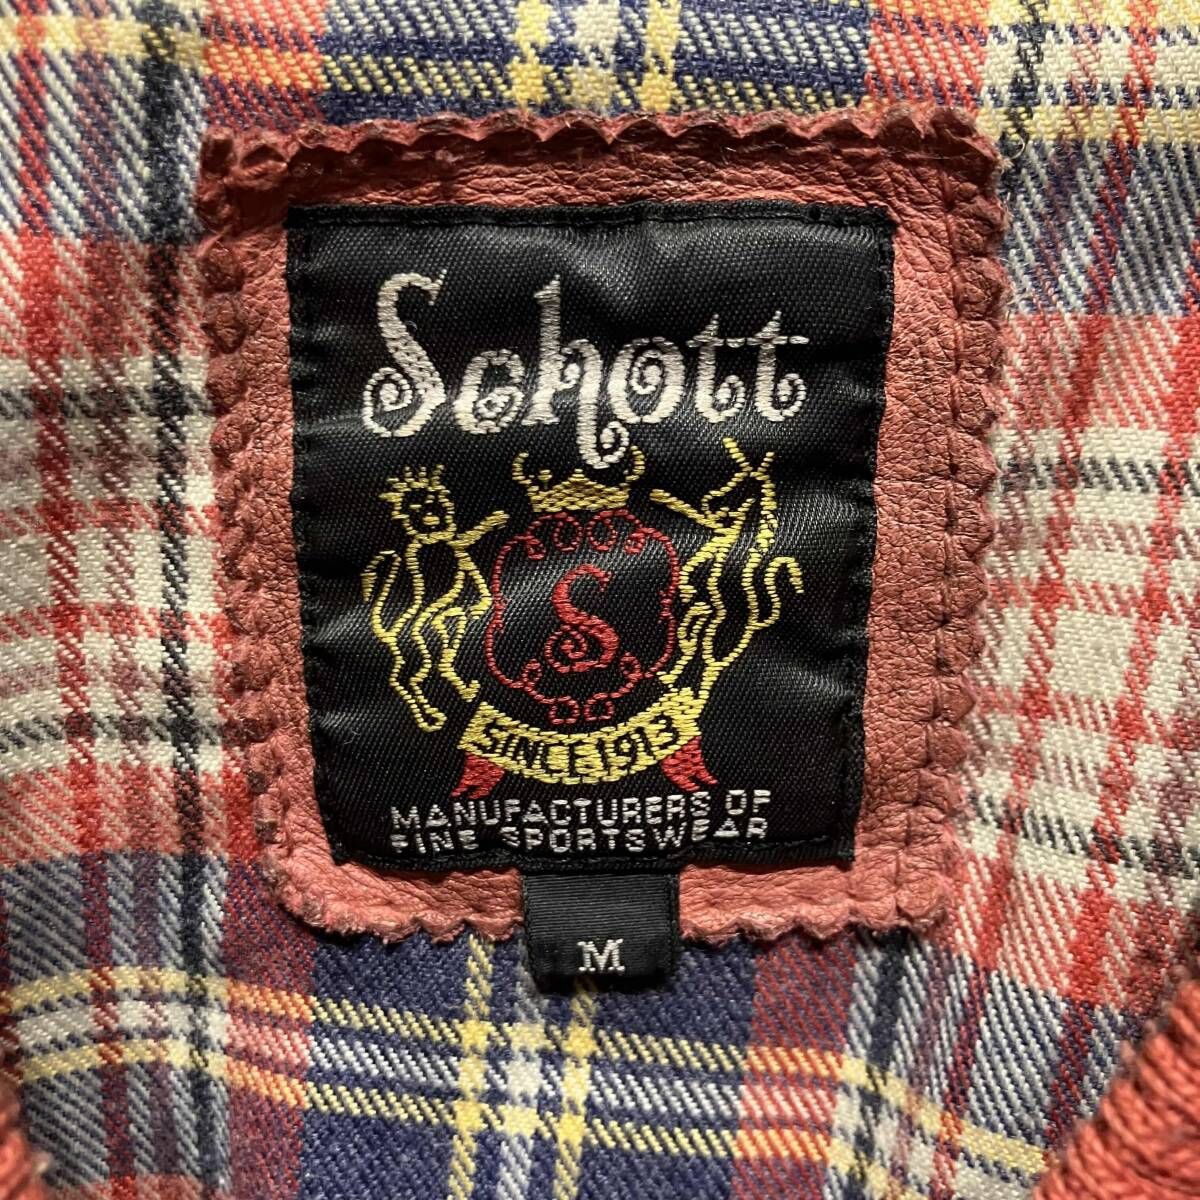 Schott
S
SINCE 1913
MANUFACTURERS OF
FINE SPORTSWEAR
M